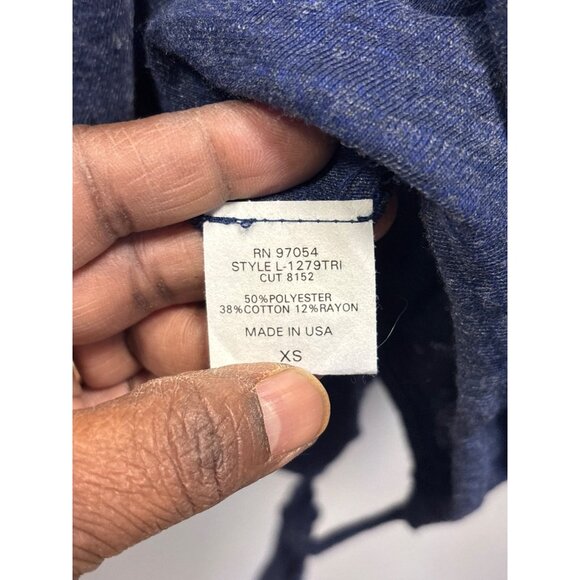 RN 97054
STYLE L-1279TRI
CUT 8152
50%POLYESTER
38%COTTON 12%RAYON
MADE IN USA
XS